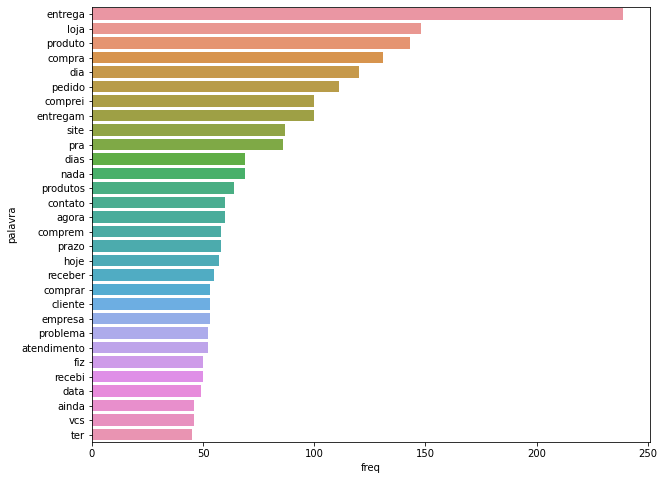 entrega
loja
produto
compra
dia
pedido
comprei
entregam
site
pra
dias
nada
produtos
contato
agora
comprem
prazo
hoje
receber
comprar
cliente
empresa
problema
atendimento
fiz
recebi
data
ainda
vcs
ter
palavra
0 50 100 150 200 250
freq